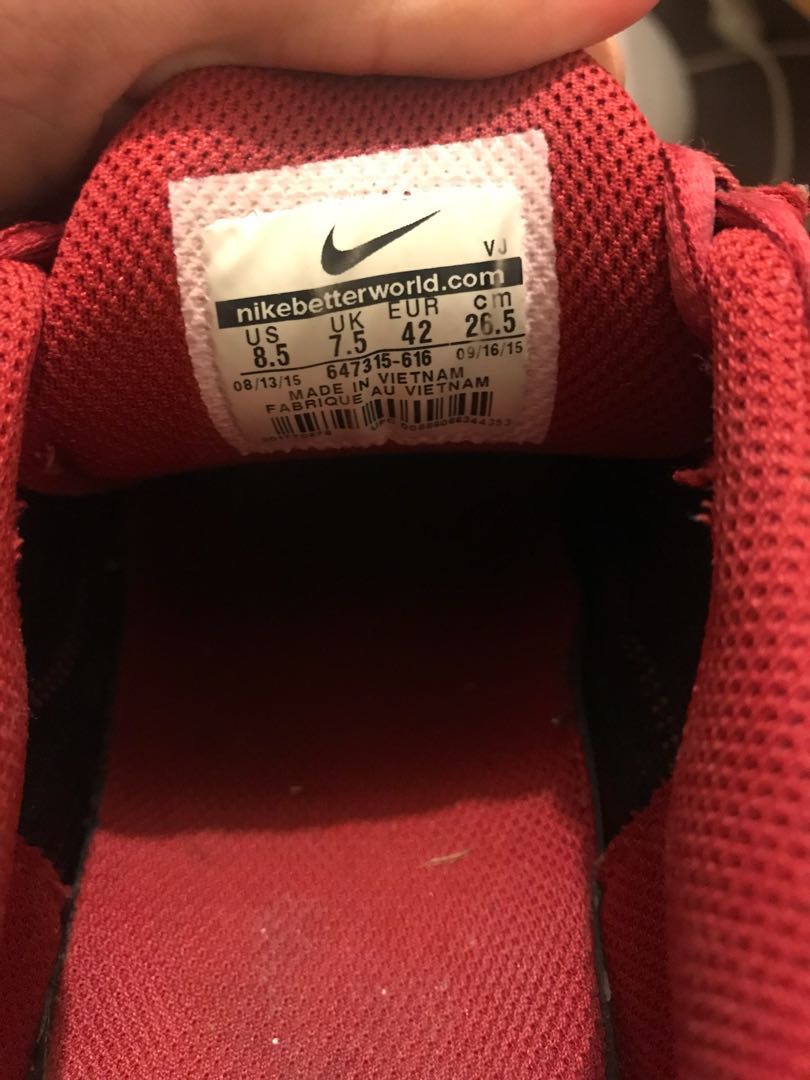 VJ
nikebetterworld.com
US UK EUR cm
8.5 7.5 42 26.5
08/13/15 647315-616 09/16/15
MADE IN VIETNAM
FABRIQUE AU VIETNAM
UPC